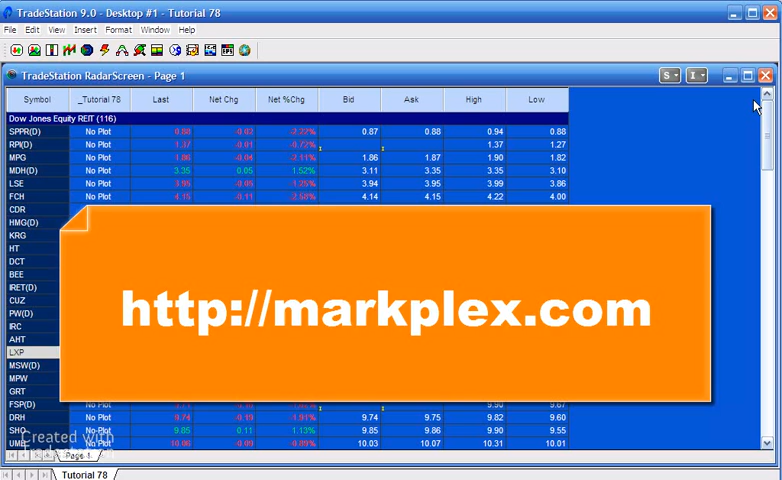 TradeStation 9.0 - Desktop #1 - Tutorial 78
File Edit View Insert Format Window Help
TradeStation RadarScreen - Page 1
S I
Symbol _Tutorial 78 Last Net Chg Net %Chg Bid Ask High Low
Dow Jones Equity REIT (116)
SPPR(D) No Plot 0.88 -0.02 -2.22% 0.87 0.88 0.94 0.88
RPI(D) No Plot 1.37 -0.01 -0.72% 1.37 1.27
MPG No Plot 1.86 -0.04 -2.11% 1.86 1.87 1.90 1.82
MDH(D) No Plot 3.35 0.05 1.52% 3.11 3.35 3.35 3.10
LSE No Plot 3.95 -0.05 -1.25% 3.94 3.95 3.99 3.86
FCH No Plot 4.15 -0.11 -2.58% 4.14 4.15 4.22 4.00
CDR
HMG(D)
KRG
HT
DCT
BEE
IRET(D)
CUZ
PW(D)
IRC
AHT
LXP
MSW(D)
MPW
GRT
http://markplex.com
FSP(D) No Plot 9.90 9.67
DRH No Plot 9.74 -0.19 -1.91% 9.74 9.75 9.82 9.60
SHO No Plot 9.85 0.11 1.13% 9.85 9.86 9.90 9.55
UMH No Plot 10.06 -0.09 -0.89% 10.03 10.07 10.31 10.01
Created with
TradeStation
Page 1
Tutorial 78